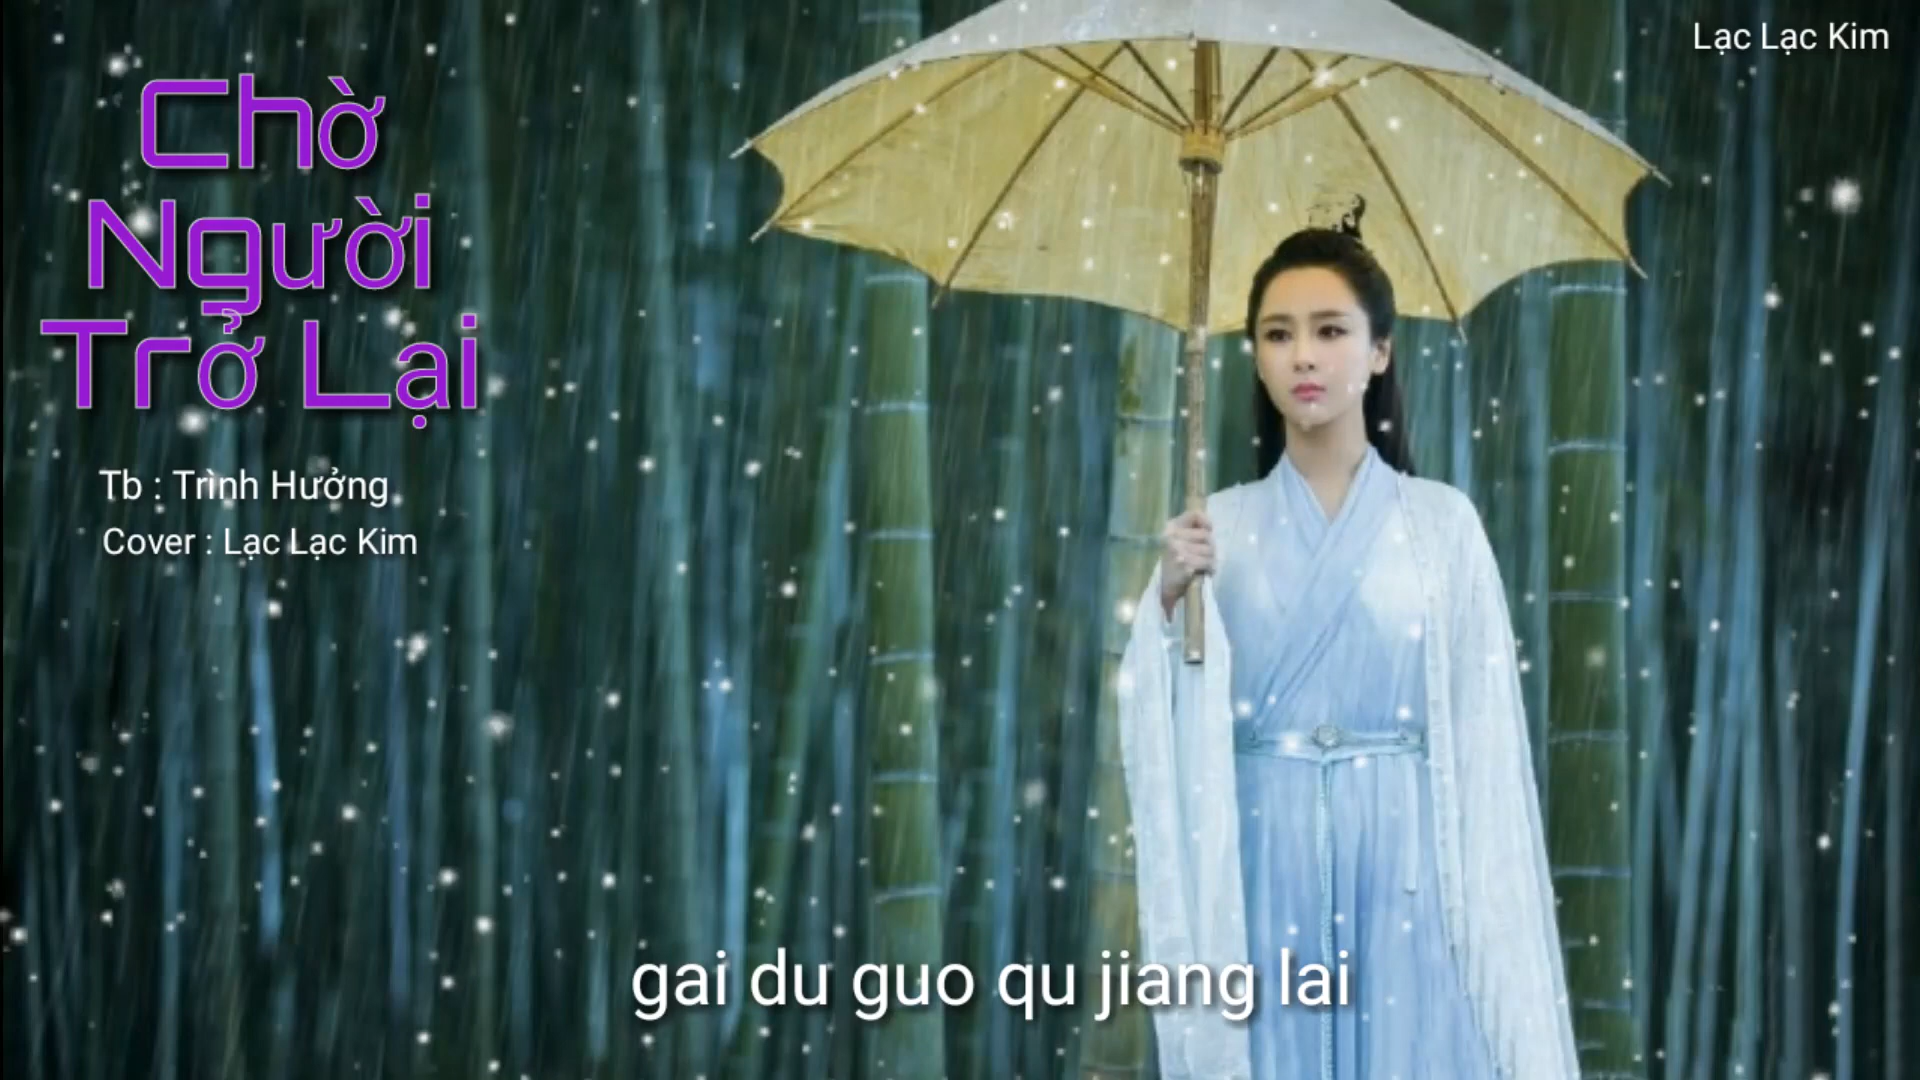 Lạc Lạc Kim
Chờ
Người
Trở Lại
Tb : Trình Hưởng
Cover : Lạc Lạc Kim
gai du guo qu jiang lai